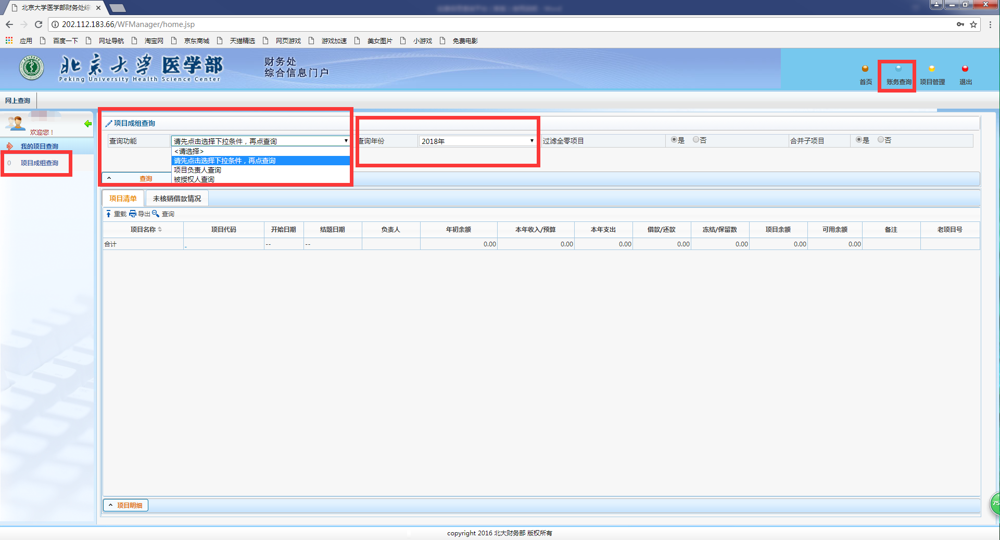 北京大学医学部财务处综
202.112.183.66/WFManager/home.jsp
应用 百度一下 网址导航 淘宝网 京东商城 天猫精选 网页游戏 游戏加速 美女图片 小游戏 免费电影
北京大学医学部
Peking University Health Science Center
财务处
综合信息门户
首页 账务查询 项目管理 退出
网上查询
欢迎您！
我的项目查询
0 项目成组查询
项目成组查询
查询功能 请先点击选择下拉条件，再点查询 查询年份 2018年 过滤全零项目 是 否 合并子项目 是 否
<请选择>
请先点击选择下拉条件，再点查询
项目负责人查询
被授权人查询
查询
项目清单 未核销借款情况
重载 导出 查询
项目名称 项目代码 开始日期 结题日期 负责人 年初余额 本年收入/预算 本年支出 借款/还款 冻结/保留数 项目余额 可用余额 备注 老项目号
合计 _ -- -- 0.00 0.00 0.00 0.00 0.00 0.00 0.00
项目明细
75
copyright 2016 北大财务部 版权所有